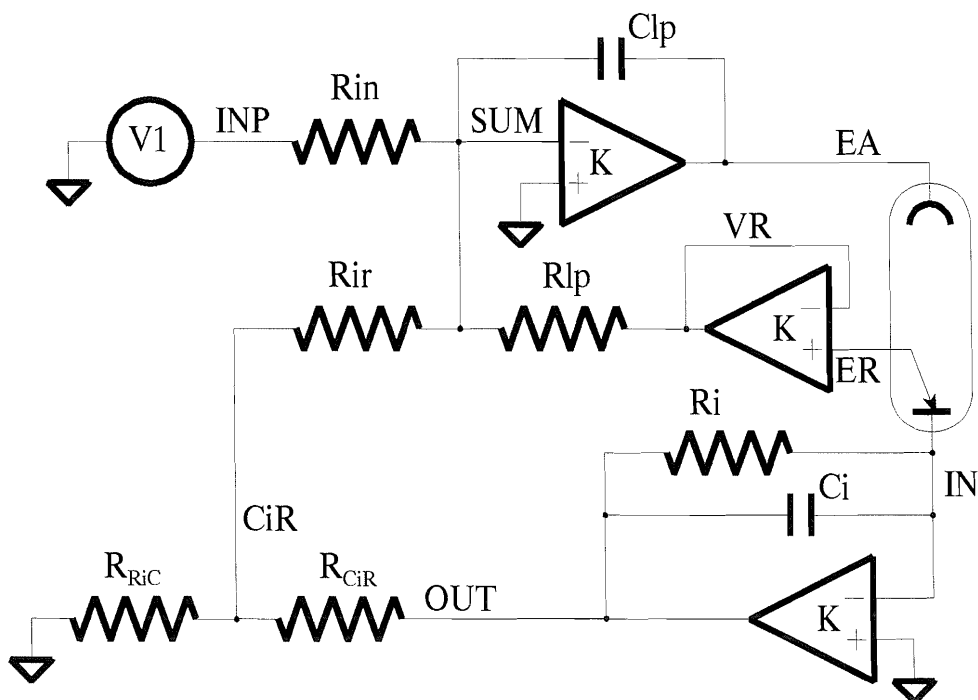 Clp
Rin
V1
INP
SUM
K
EA
VR
Rir
Rlp
K
ER
Ri
IN
Ci
CiR
R_RiC
R_CiR
OUT
K